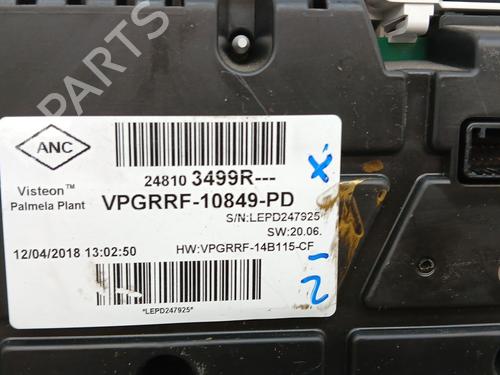 B PARTS
ANC
Visteon™
Palmela Plant
24810 3499R---
VPGRRF-10849-PD
S/N:LEPD247925
SW:20.06.
12/04/2018 13:02:50
HW:VPGRRF-14B115-CF
*LEPD247925*
X
-
2